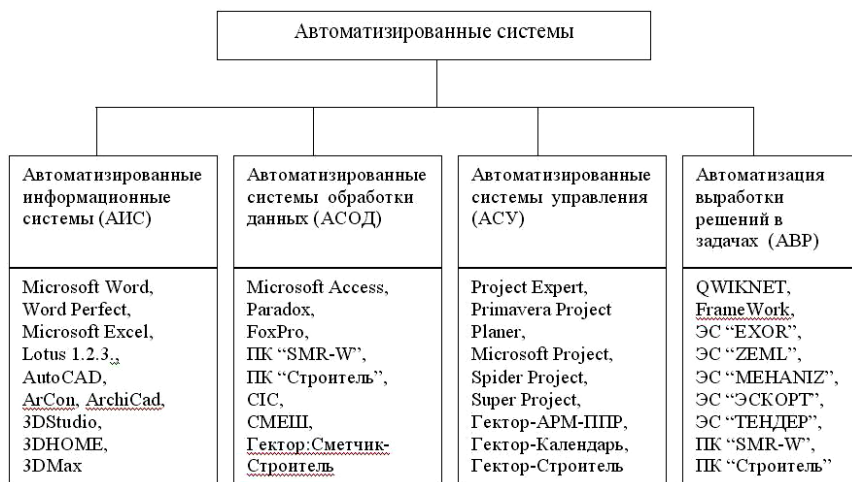 Автоматизированные системы
Автоматизированные
информационные
системы (АИС)
Microsoft Word,
Word Perfect,
Microsoft Excel,
Lotus 1.2.3.,
AutoCAD,
ArCon, ArchiCad,
3DStudio,
3DHOME,
3DMax
Автоматизированные
системы обработки
данных (АСОД)
Microsoft Access,
Paradox,
FoxPro,
ПК “SMR-W”,
ПК “Строитель”,
CIC,
СМЕШ,
Гектор:Сметчик-
Строитель
Автоматизированные
системы управления
(АСУ)
Project Expert,
Primavera Project
Planer,
Microsoft Project,
Spider Project,
Super Project,
Гектор-АРМ-ППР,
Гектор-Календарь,
Гектор-Строитель
Автоматизация
выработки
решений в
задачах (АВР)
QWIKNET,
FrameWork,
ЭС “EXOR”,
ЭС “ZEML”,
ЭС “MEHANIZ”,
ЭС “ЭСКОРТ”,
ЭС “ТЕНДЕР”,
ПК “SMR-W”,
ПК “Строитель”